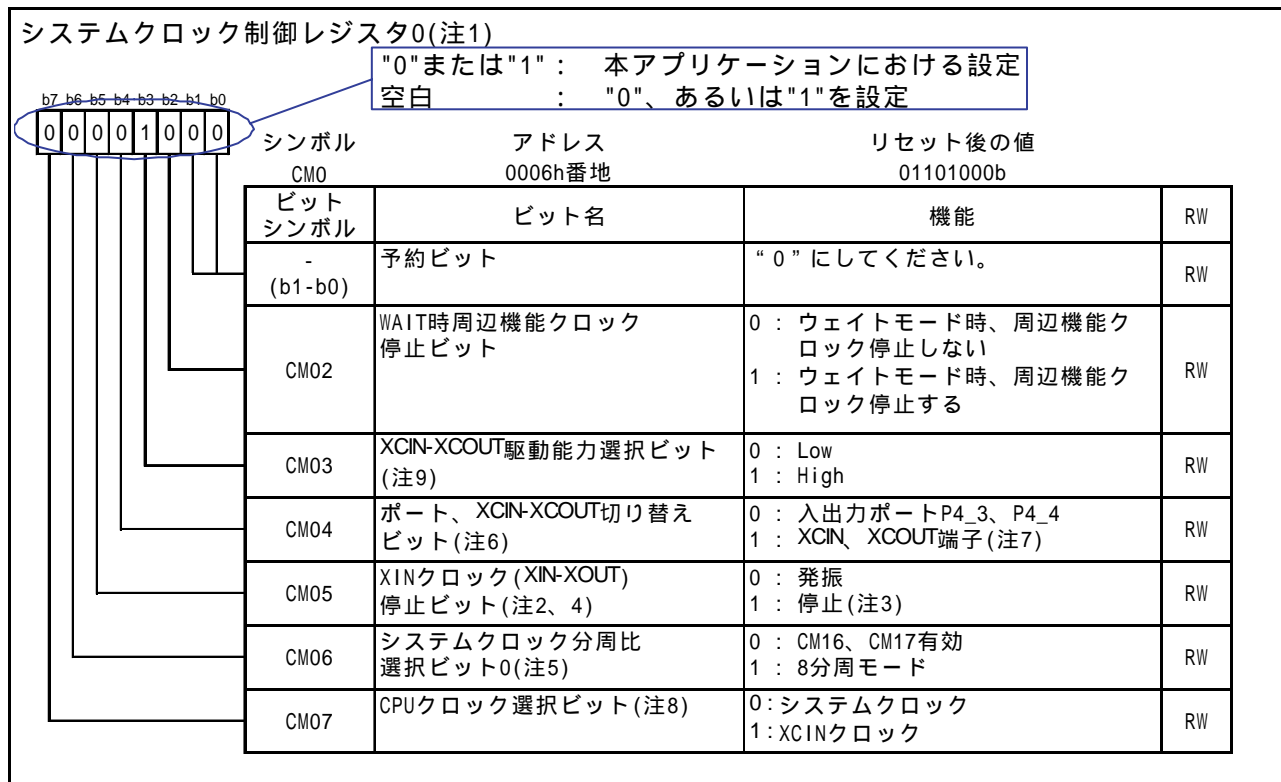 システムクロック制御レジスタ0(注1)
"0"または"1"： 本アプリケーションにおける設定
空白 ： "0"、あるいは"1"を設定
b7 b6 b5 b4 b3 b2 b1 b0
0 0 0 0 1 0 0 0
シンボル アドレス リセット後の値
CM0 0006h番地 01101000b
ビット
シンボル ビット名 機能 RW
-
(b1-b0) 予約ビット “0”にしてください。 RW
CM02 WAIT時周辺機能クロック
停止ビット
0 : ウェイトモード時、周辺機能ク
ロック停止しない
1 : ウェイトモード時、周辺機能ク
ロック停止する
RW
CM03 XCIN-XCOUT駆動能力選択ビット
(注9)
0 : Low
1 : High
RW
CM04 ポート、XCIN-XCOUT切り替え
ビット(注6)
0 : 入出力ポートP4_3、P4_4
1 : XCIN、XCOUT端子(注7)
RW
CM05 XINクロック(XIN-XOUT)
停止ビット(注2、4)
0 : 発振
1 : 停止(注3)
RW
CM06 システムクロック分周比
選択ビット0(注5)
0 : CM16、CM17有効
1 : 8分周モード
RW
CM07 CPUクロック選択ビット(注8)
0:システムクロック
1:XCINクロック
RW